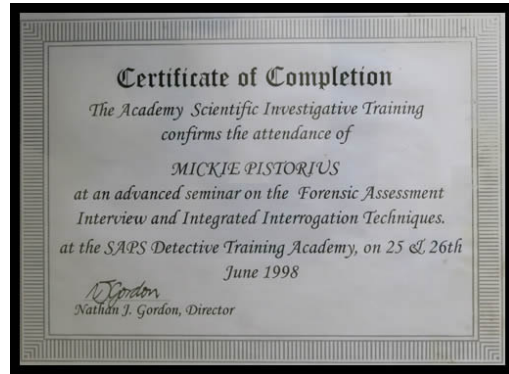 Certificate of Completion
The Academy Scientific Investigative Training
confirms the attendance of
MICKIE PISTORIUS
at an advanced seminar on the Forensic Assessment
Interview and Integrated Interrogation Techniques.
at the SAPS Detective Training Academy, on 25 & 26th
June 1998
NJGordon
Nathan J. Gordon, Director